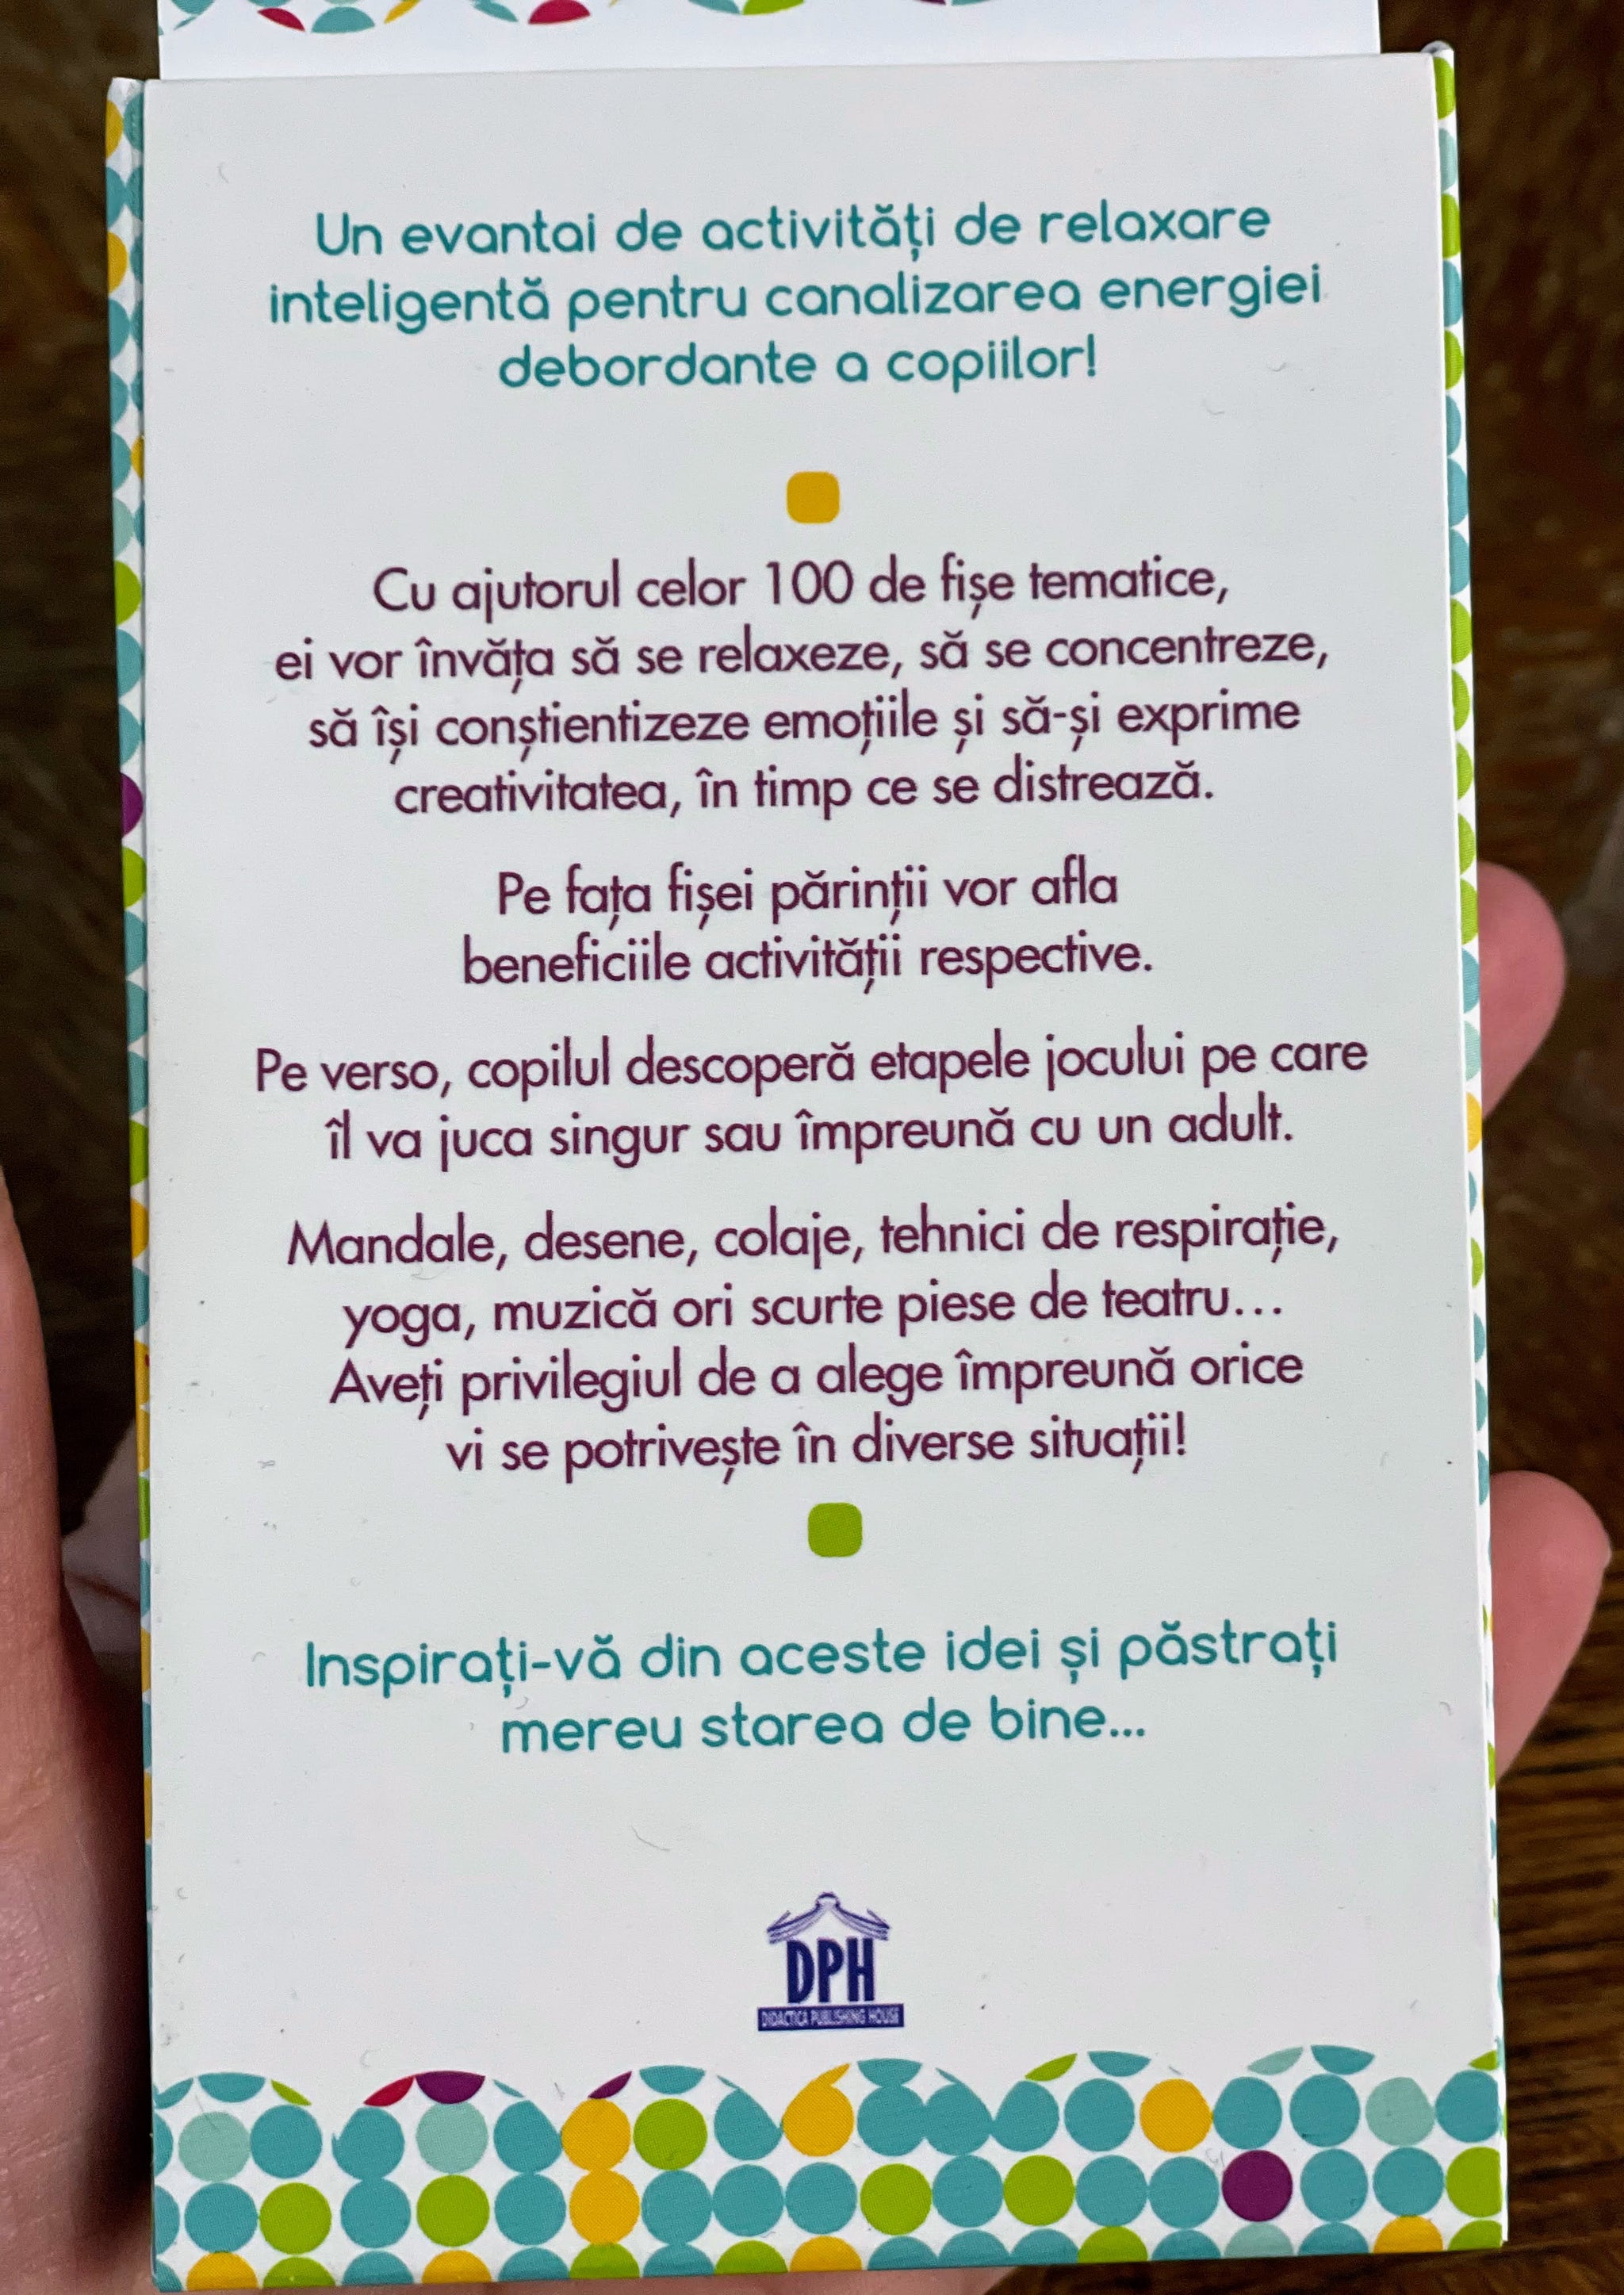 Un evantai de activități de relaxare
inteligentă pentru canalizarea energiei
debordante a copiilor!
Cu ajutorul celor 100 de fișe tematice,
ei vor învăța să se relaxeze, să se concentreze,
să își conștientizeze emoțiile și să-și exprime
creativitatea, în timp ce se distrează.
Pe fața fișei părinții vor afla
beneficiile activității respective.
Pe verso, copilul descoperă etapele jocului pe care
îl va juca singur sau împreună cu un adult.
Mandale, desene, colaje, tehnici de respirație,
yoga, muzică ori scurte piese de teatru...
Aveți privilegiul de a alege împreună orice
vi se potrivește în diverse situații!
Inspirați-vă din aceste idei și păstrați
mereu starea de bine...
DPH
DIDACTICA PUBLISHING HOUSE